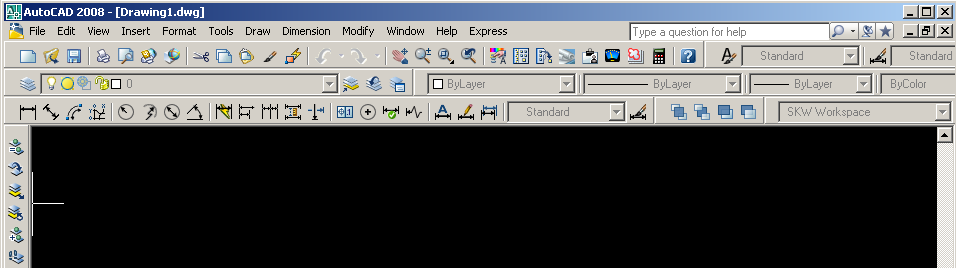 AutoCAD 2008 - [Drawing1.dwg]
File Edit View Insert Format Tools Draw Dimension Modify Window Help Express Type a question for help
Standard Standard
0 ByLayer ByLayer ByLayer ByColor
Standard SKW Workspace